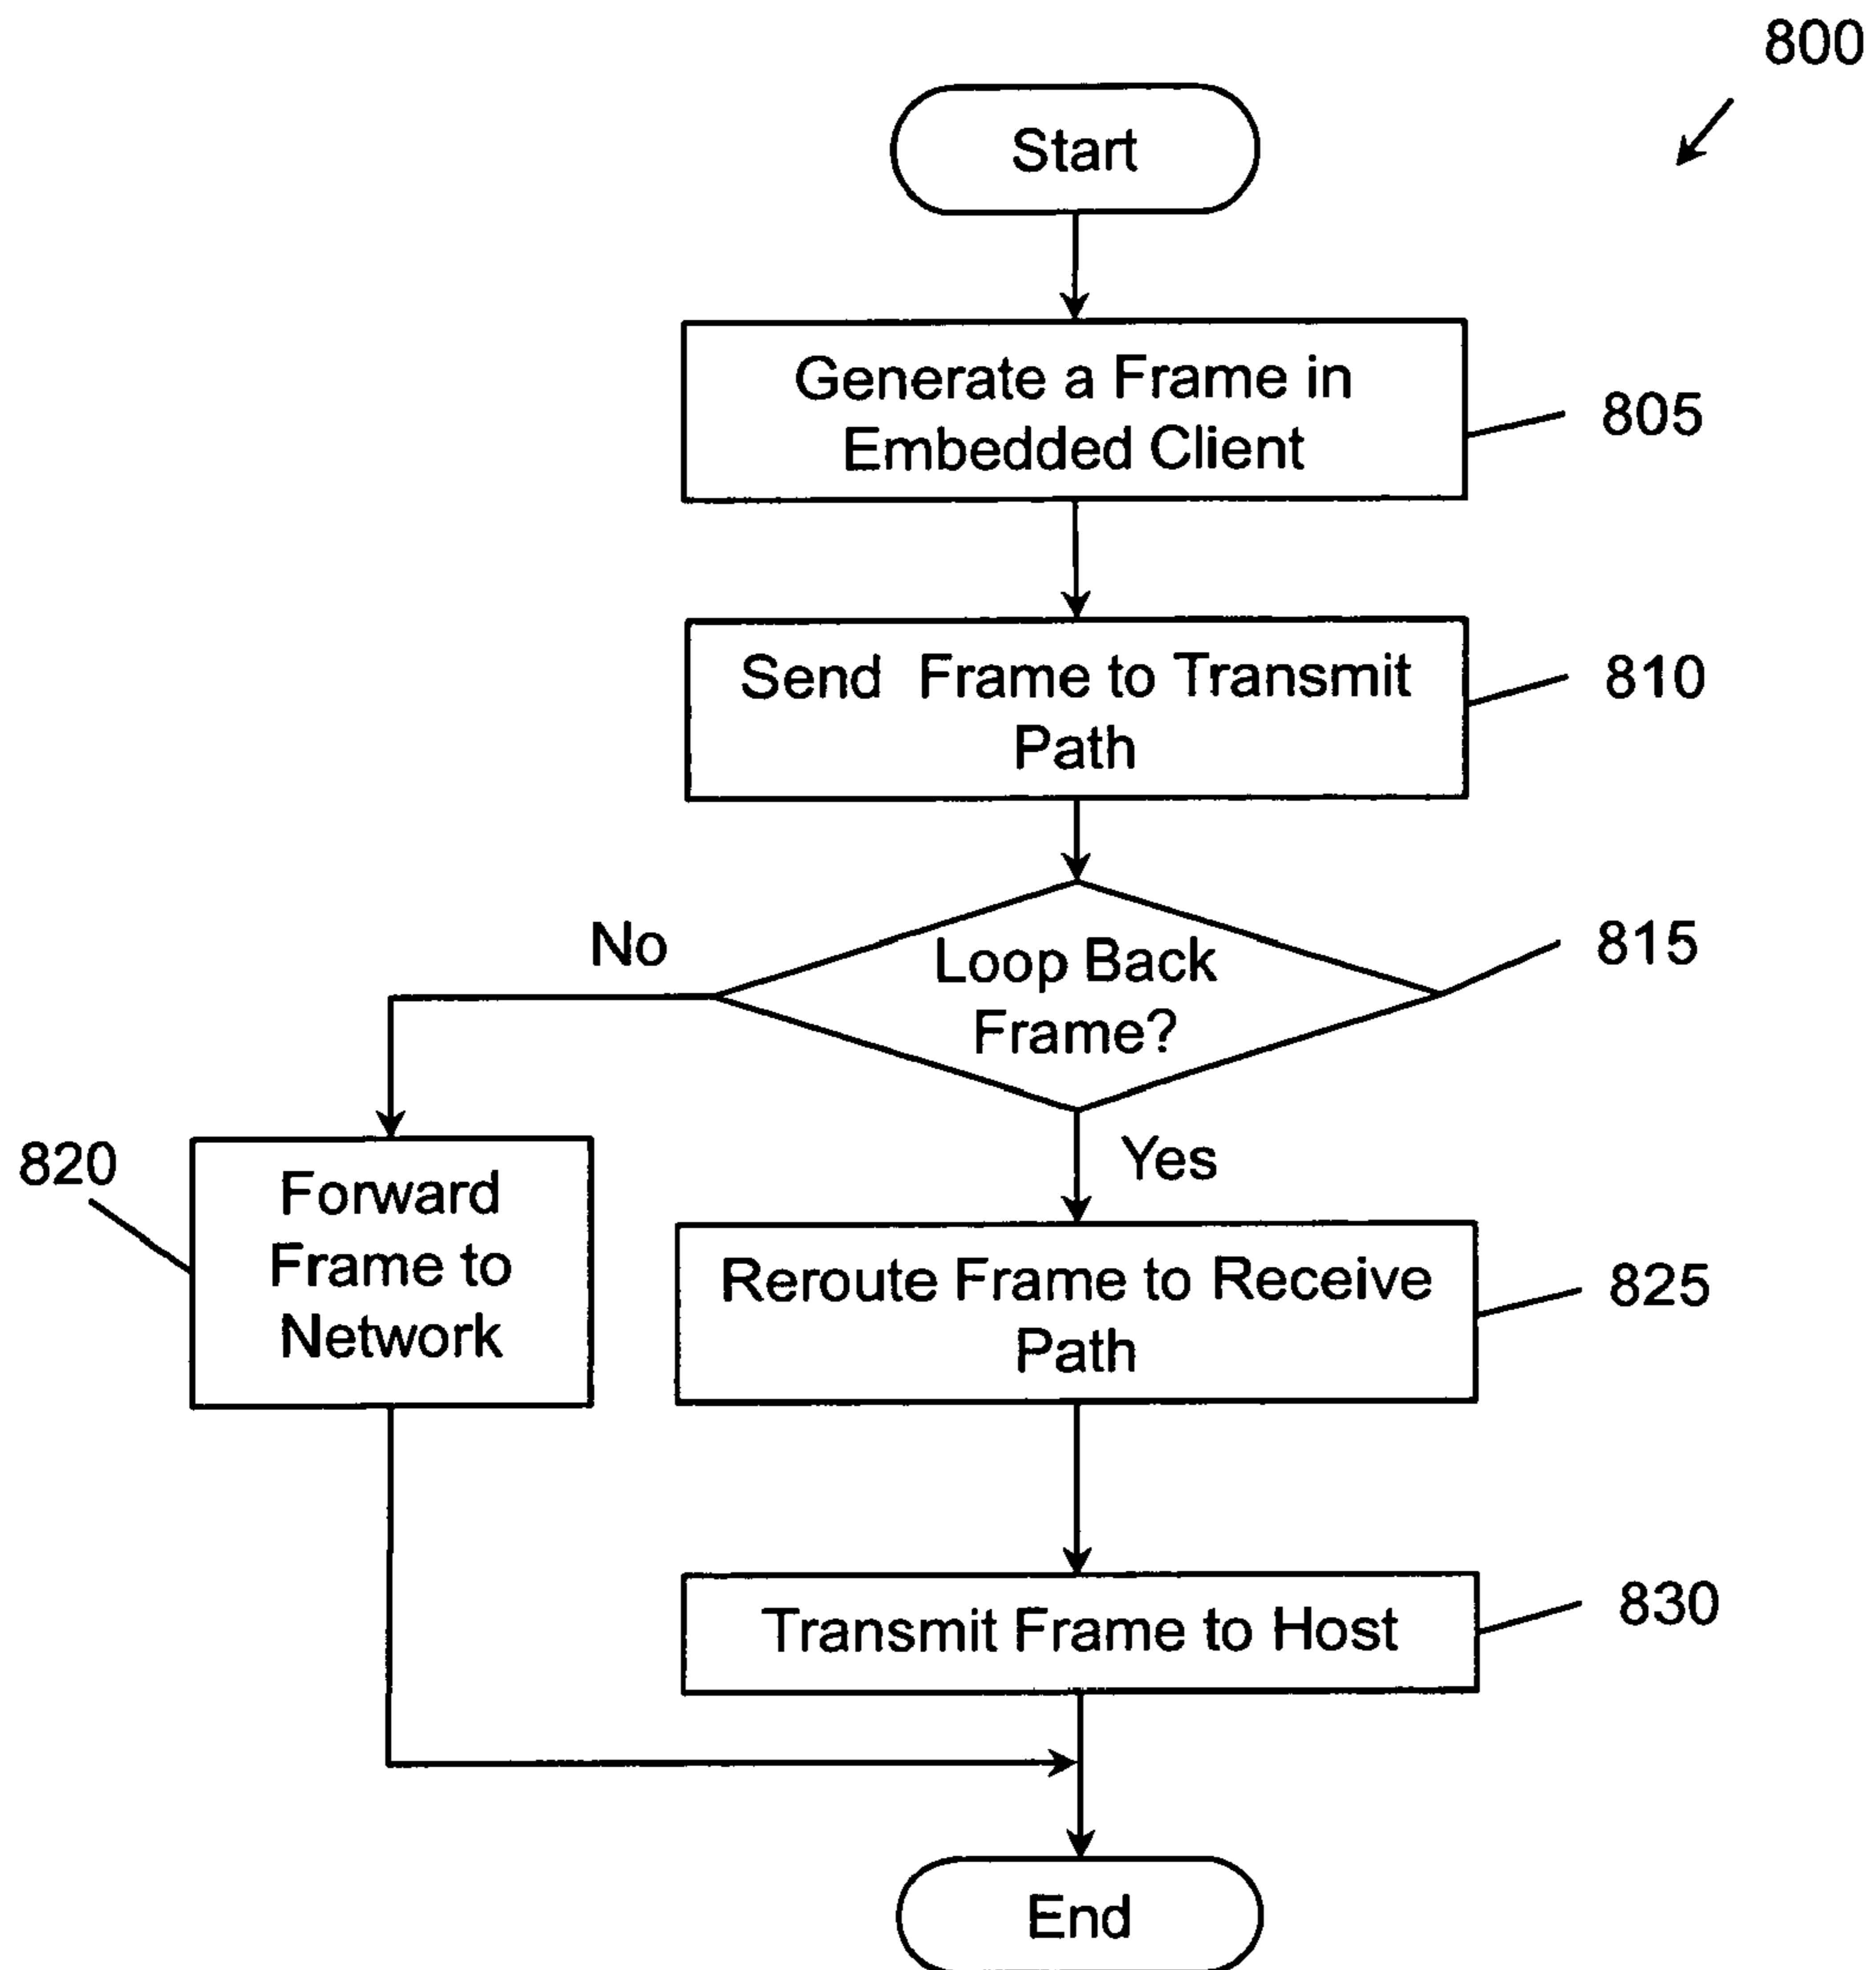 800
Start
Generate a Frame in
Embedded Client
805
Send Frame to Transmit
Path
810
No
Loop Back
Frame?
815
820
Forward
Frame to
Network
Yes
Reroute Frame to Receive
Path
825
Transmit Frame to Host
830
End